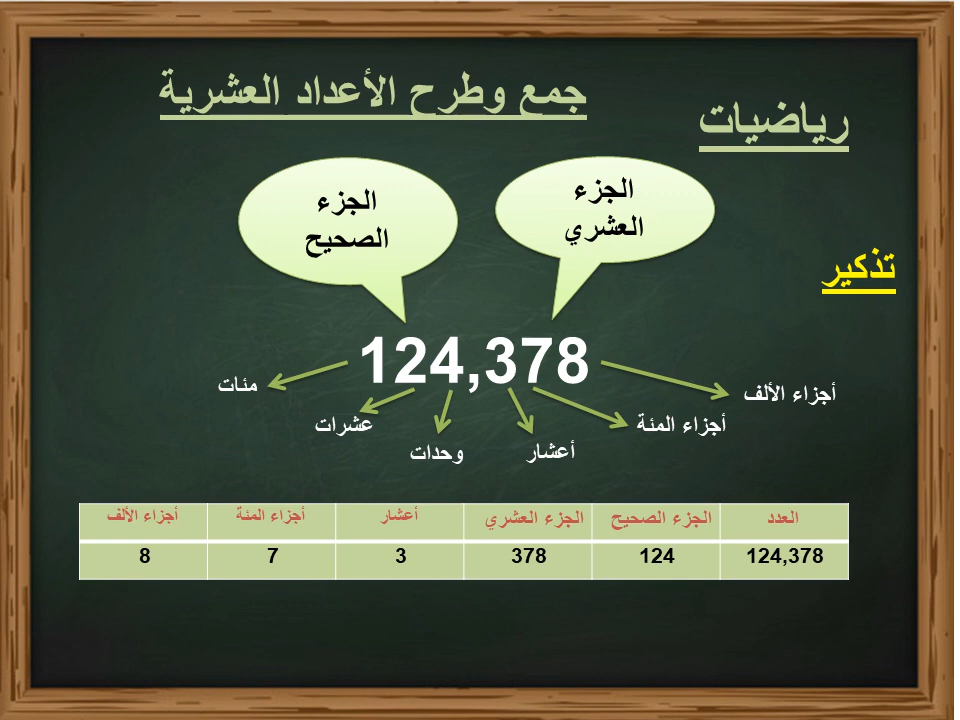 رياضيات
جمع وطرح الأعداد العشرية
تذكير
الجزء
العشري
الجزء
الصحيح
124,378
أجزاء الألف
أجزاء المئة
أعشار
وحدات
عشرات
مئات
العدد الجزء الصحيح الجزء العشري أعشار أجزاء المئة أجزاء الألف
124,378 124 378 3 7 8